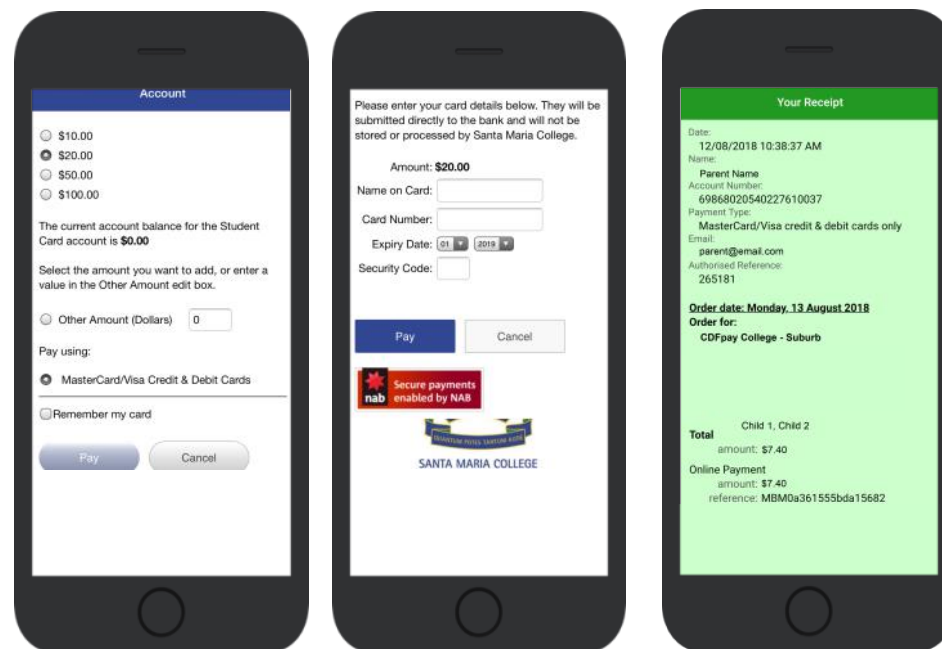 Account
$10.00
$20.00
$50.00
$100.00
The current account balance for the Student
Card account is $0.00
Select the amount you want to add, or enter a
value in the Other Amount edit box.
Other Amount (Dollars) 0
Pay using:
MasterCard/Visa Credit & Debit Cards
Remember my card
Pay Cancel
Please enter your card details below. They will be
submitted directly to the bank and will not be
stored or processed by Santa Maria College.
Amount: $20.00
Name on Card:
Card Number:
Expiry Date: 01 2019
Security Code:
Pay Cancel
nab Secure payments
enabled by NAB
SANTA MARIA COLLEGE
Your Receipt
Date:
12/08/2018 10:38:37 AM
Name:
Parent Name
Account Number:
69868020540227610037
Payment Type:
MasterCard/Visa credit & debit cards only
Email:
parent@email.com
Authorised Reference:
265181
Order date: Monday, 13 August 2018
Order for:
CDFpay College - Suburb
Child 1, Child 2
Total
amount: $7.40
Online Payment
amount: $7.40
reference: MBM0a361555bda15682